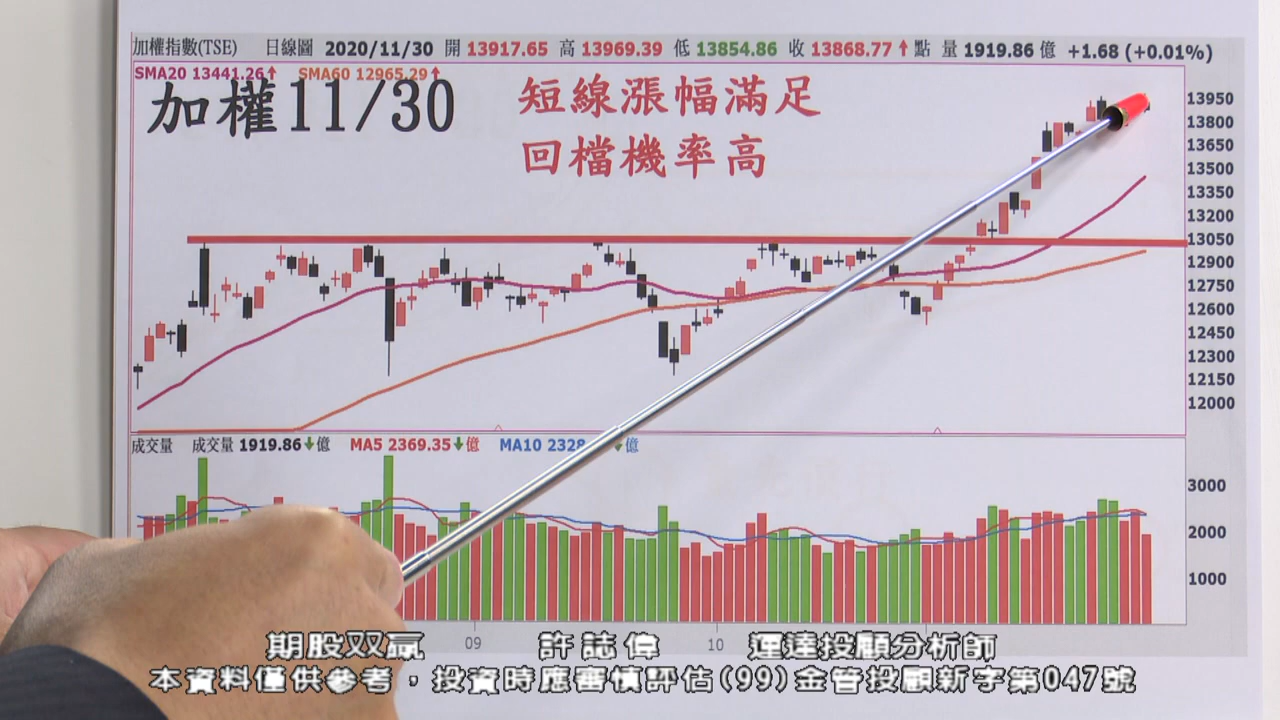 加權指數(TSE) 日線圖 2020/11/30 開 13917.65 高 13969.39 低 13854.86 收 13868.77↑點 量 1919.86 億 +1.68 (+0.01%)
SMA20 13441.26↑ SMA60 12965.29↑
加權11/30
短線漲幅滿足
回檔機率高
13950
13800
13650
13500
13350
13200
13050
12900
12750
12600
12450
12300
12150
12000
成交量 成交量 1919.86↓億 MA5 2369.35↓億 MA10 2328 ↓億
3000
2000
1000
09 10
期股双贏 許誌偉 運達投顧分析師
本資料僅供參考，投資時應審慎評估(99)金管投顧新字第047號